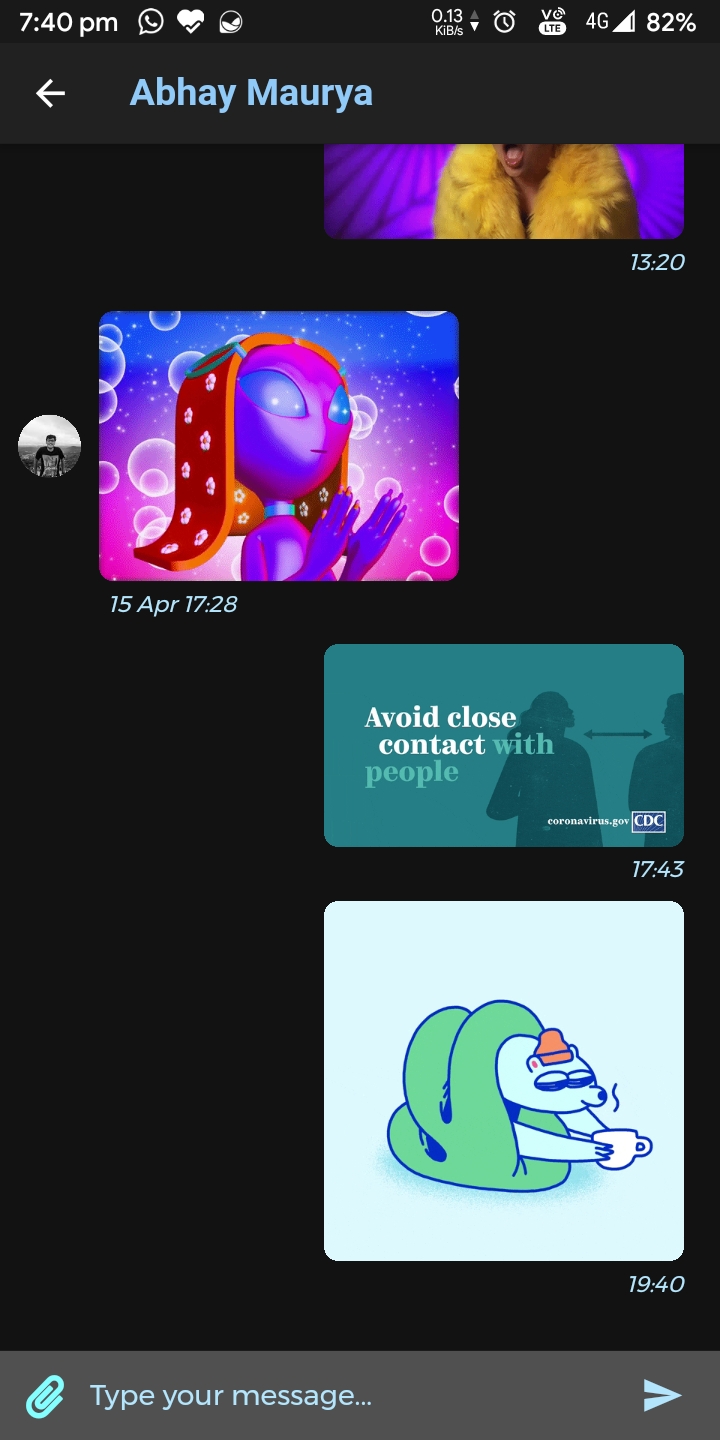 7:40 pm 0.13 KiB/s VO LTE 4G 82%
Abhay Maurya
13:20
15 Apr 17:28
Avoid close
contact with
people
coronavirus.gov CDC
17:43
19:40
Type your message...